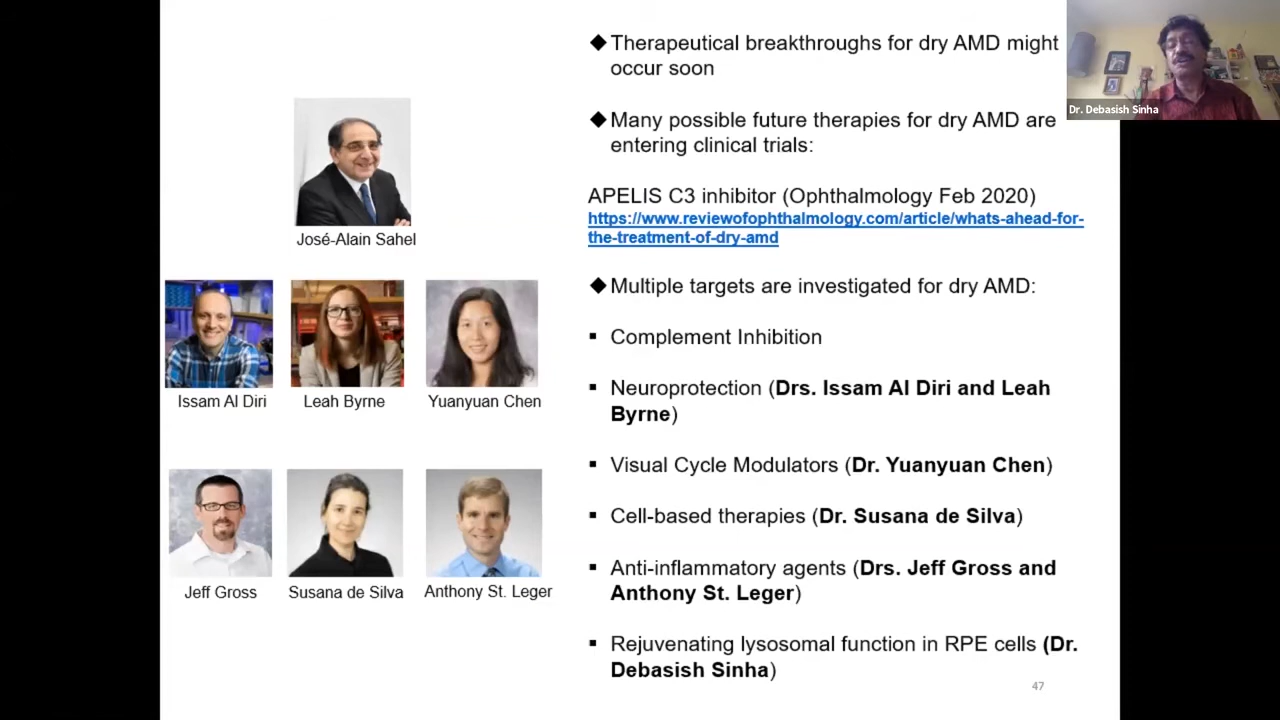 ◆Therapeutical breakthroughs for dry AMD might
occur soon
◆Many possible future therapies for dry AMD are
entering clinical trials:
APELIS C3 inhibitor (Ophthalmology Feb 2020)
https://www.reviewofophthalmology.com/article/whats-ahead-for-
the-treatment-of-dry-amd
◆Multiple targets are investigated for dry AMD:
▪ Complement Inhibition
▪ Neuroprotection (Drs. Issam Al Diri and Leah
Byrne)
▪ Visual Cycle Modulators (Dr. Yuanyuan Chen)
▪ Cell-based therapies (Dr. Susana de Silva)
▪ Anti-inflammatory agents (Drs. Jeff Gross and
Anthony St. Leger)
▪ Rejuvenating lysosomal function in RPE cells (Dr.
Debasish Sinha)
José-Alain Sahel
Issam Al Diri
Leah Byrne
Yuanyuan Chen
Jeff Gross
Susana de Silva
Anthony St. Leger
47
Dr. Debasish Sinha